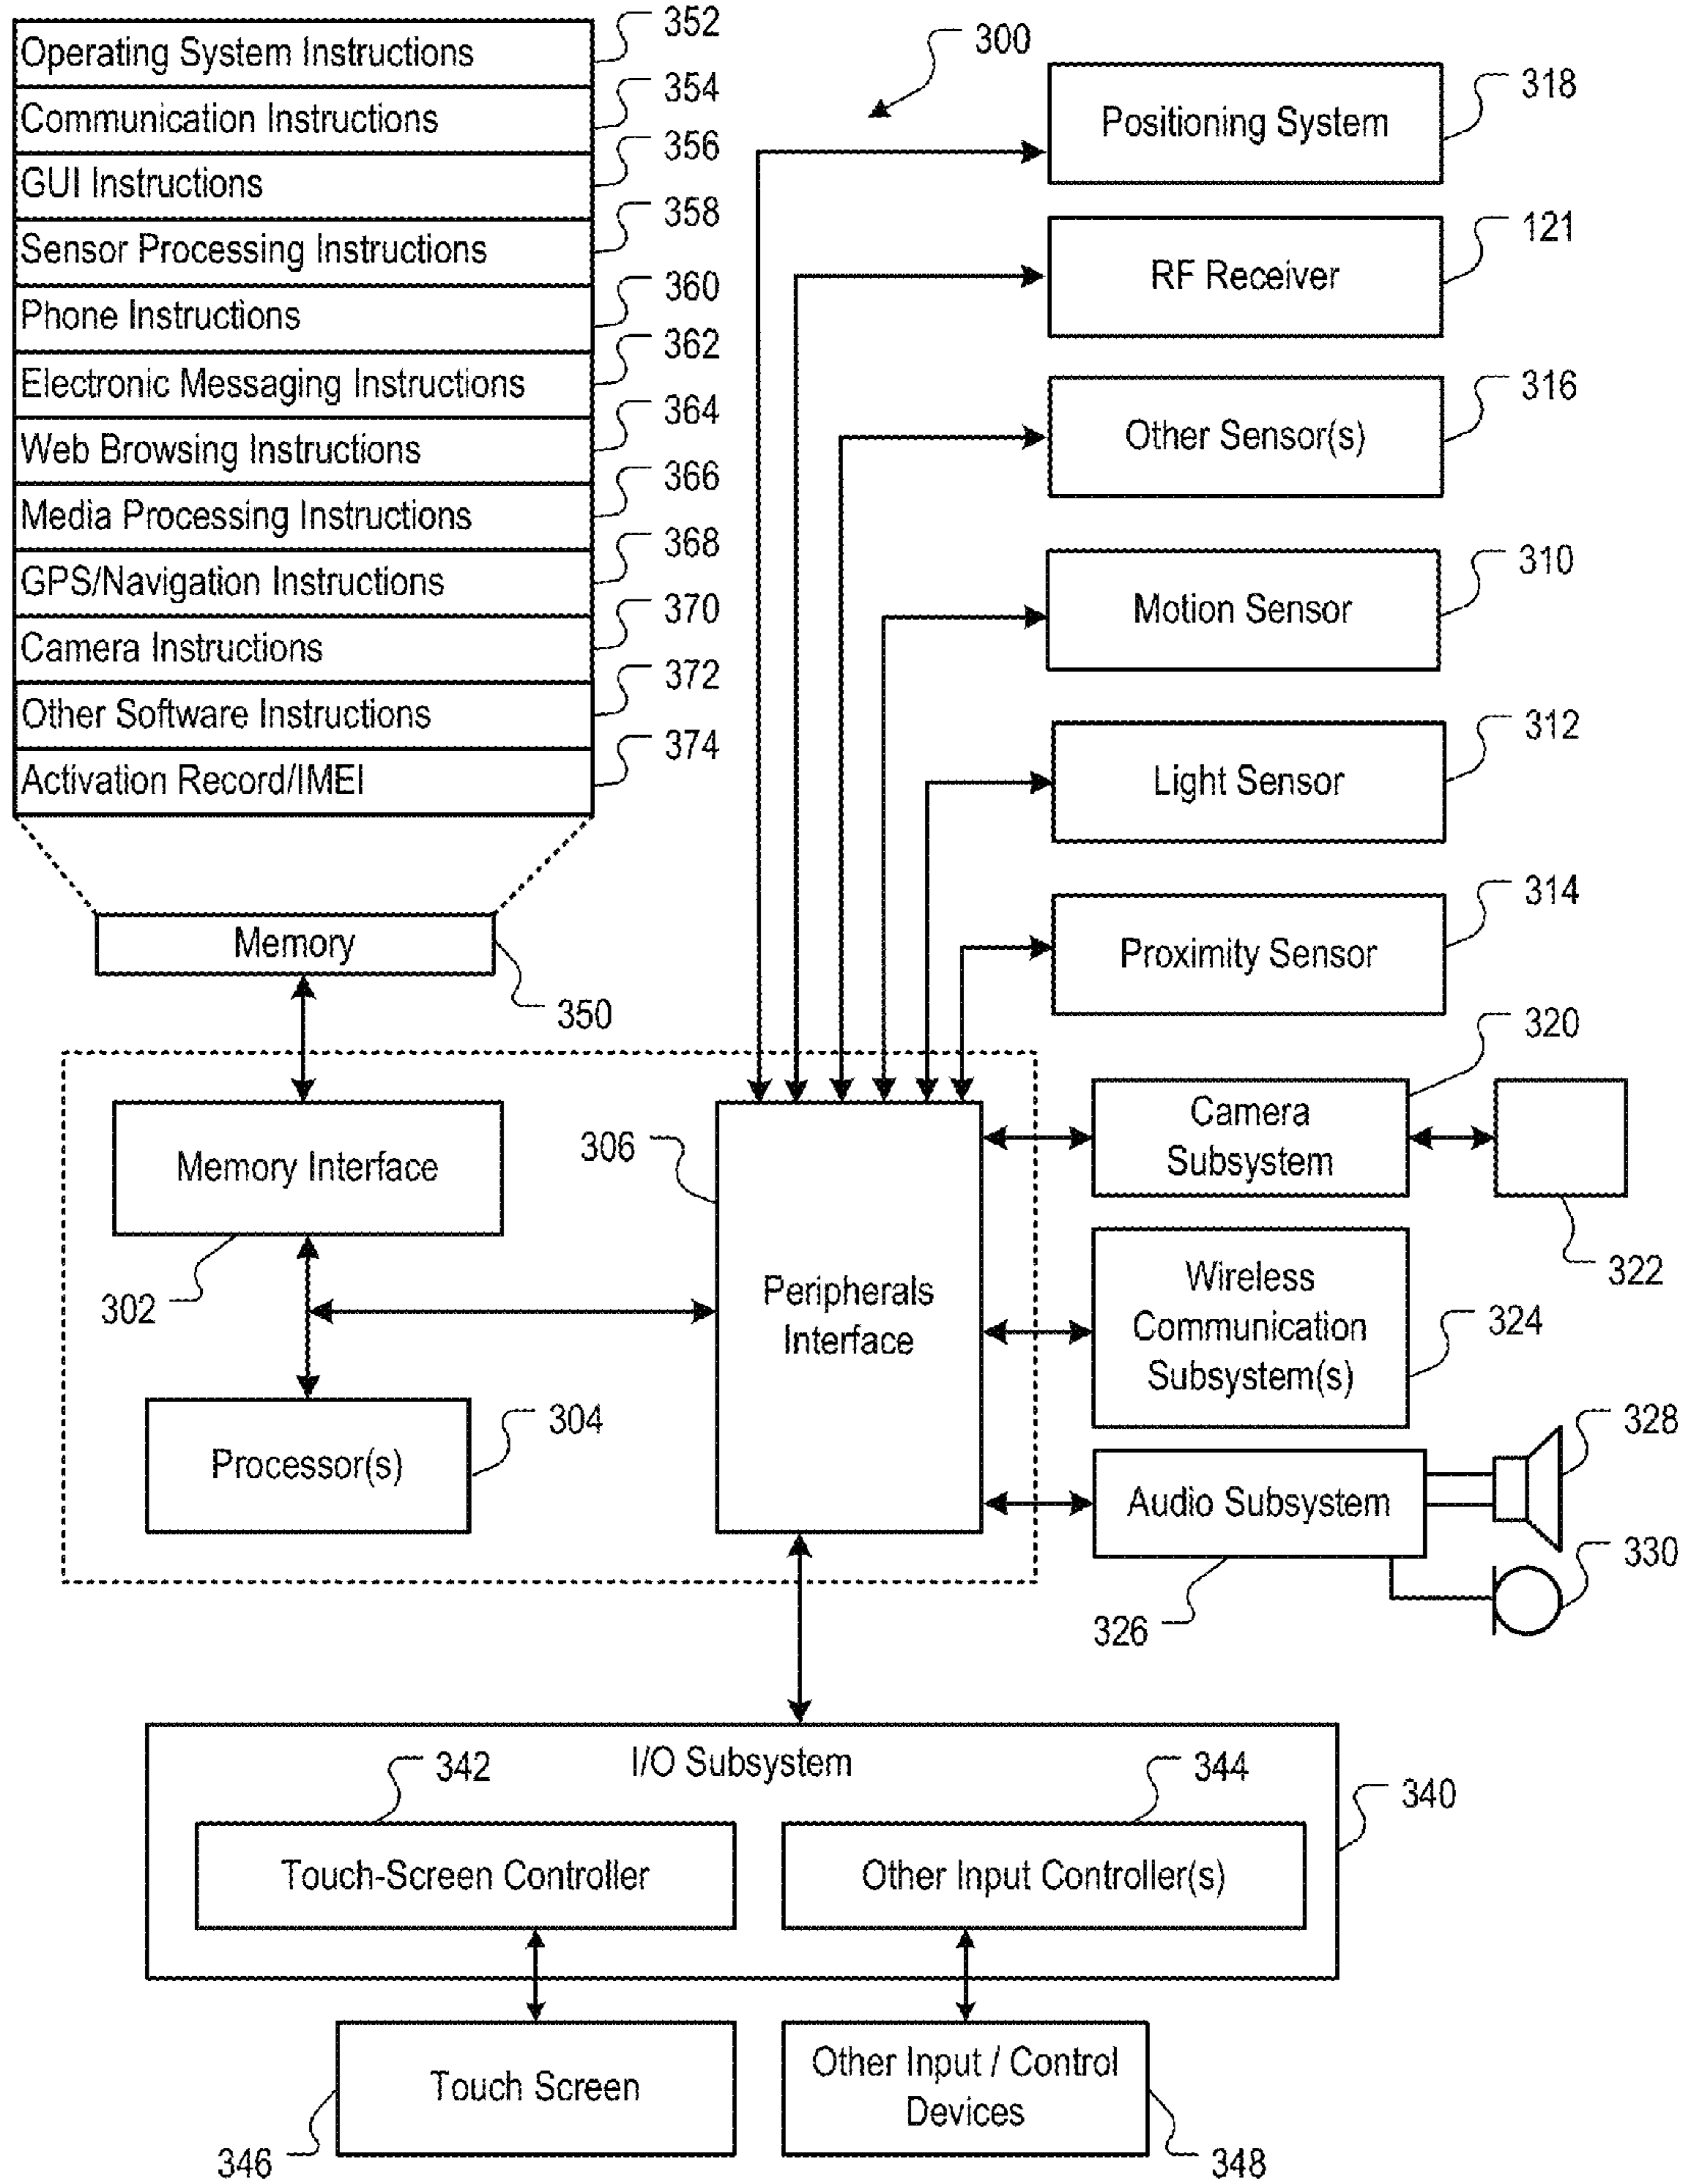 Operating System Instructions
352
Communication Instructions
354
GUI Instructions
356
Sensor Processing Instructions
358
Phone Instructions
360
Electronic Messaging Instructions
362
Web Browsing Instructions
364
Media Processing Instructions
366
GPS/Navigation Instructions
368
Camera Instructions
370
Other Software Instructions
372
Activation Record/IMEI
374
Memory
350
300
Positioning System
318
RF Receiver
121
Other Sensor(s)
316
Motion Sensor
310
Light Sensor
312
Proximity Sensor
314
Memory Interface
302
Processor(s)
304
306
Peripherals
Interface
Camera
Subsystem
320
322
Wireless
Communication
Subsystem(s)
324
Audio Subsystem
326
328
330
I/O Subsystem
340
342
Touch-Screen Controller
344
Other Input Controller(s)
Touch Screen
346
Other Input / Control
Devices
348